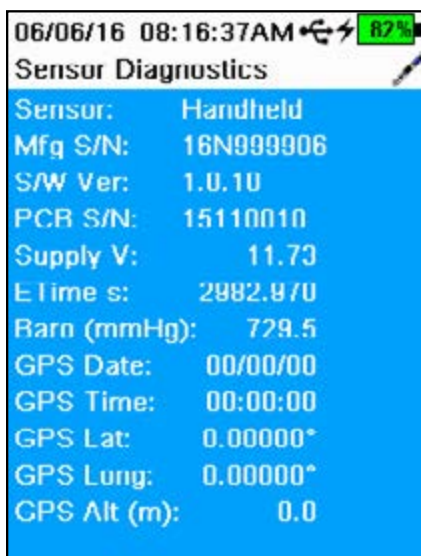 06/06/16 08:16:37AM 82%
Sensor Diagnostics
Sensor: Handheld
Mfg S/N: 16N999906
S/W Ver: 1.0.10
PCB S/N: 15110010
Supply V: 11.73
ETime s: 2982.970
Baro (mmHg): 729.5
GPS Date: 00/00/00
GPS Time: 00:00:00
GPS Lat: 0.00000°
GPS Long: 0.00000°
GPS Alt (m): 0.0